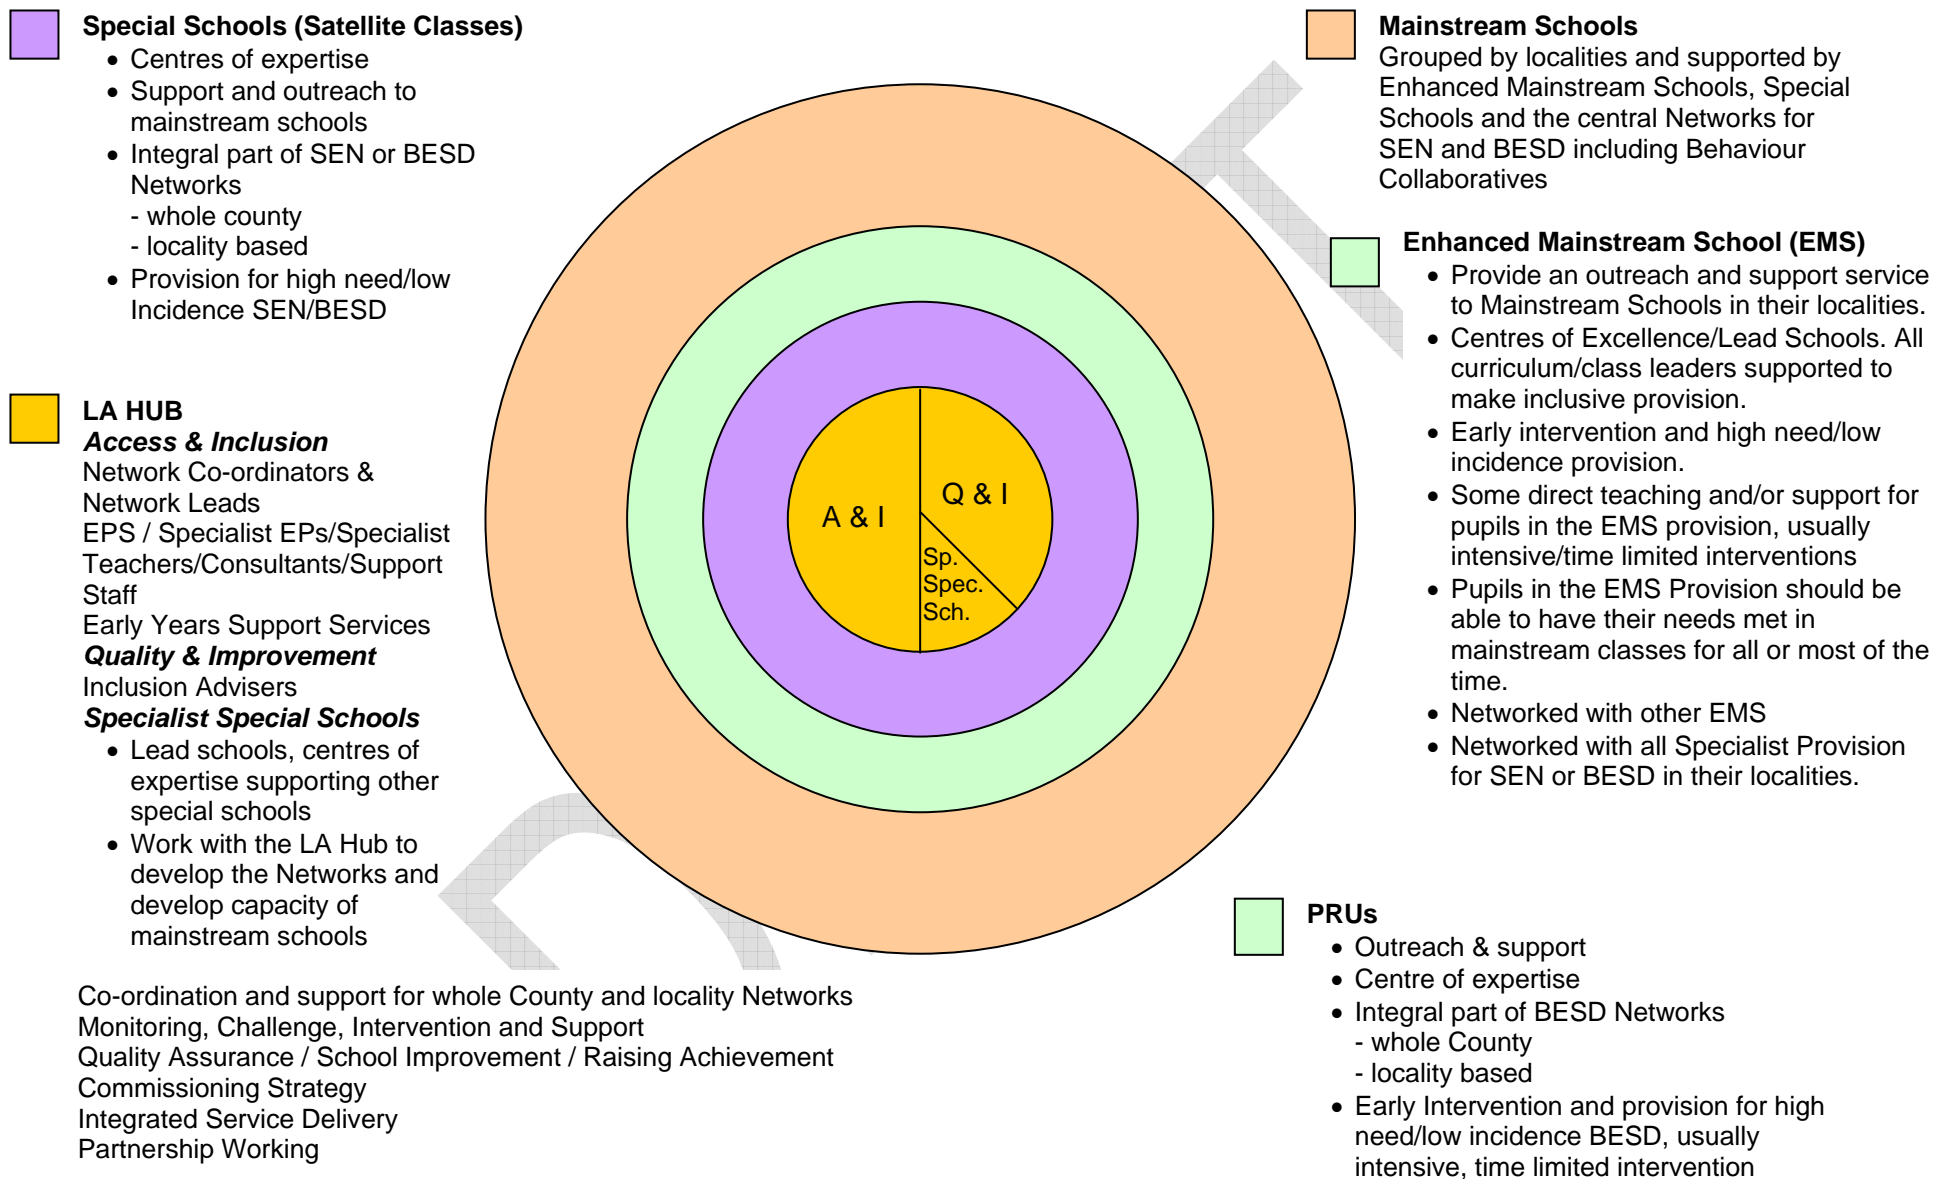 Special Schools (Satellite Classes)
• Centres of expertise
• Support and outreach to
mainstream schools
• Integral part of SEN or BESD
Networks
- whole county
- locality based
• Provision for high need/low
Incidence SEN/BESD
LA HUB
Access & Inclusion
Network Co-ordinators &
Network Leads
EPS / Specialist EPs/Specialist
Teachers/Consultants/Support
Staff
Early Years Support Services
Quality & Improvement
Inclusion Advisers
Specialist Special Schools
• Lead schools, centres of
expertise supporting other
special schools
• Work with the LA Hub to
develop the Networks and
develop capacity of
mainstream schools
Co-ordination and support for whole County and locality Networks
Monitoring, Challenge, Intervention and Support
Quality Assurance / School Improvement / Raising Achievement
Commissioning Strategy
Integrated Service Delivery
Partnership Working
A & I
Q & I
Sp.
Spec.
Sch.
Mainstream Schools
Grouped by localities and supported by
Enhanced Mainstream Schools, Special
Schools and the central Networks for
SEN and BESD including Behaviour
Collaboratives
Enhanced Mainstream School (EMS)
• Provide an outreach and support service
to Mainstream Schools in their localities.
• Centres of Excellence/Lead Schools. All
curriculum/class leaders supported to
make inclusive provision.
• Early intervention and high need/low
incidence provision.
• Some direct teaching and/or support for
pupils in the EMS provision, usually
intensive/time limited interventions
• Pupils in the EMS Provision should be
able to have their needs met in
mainstream classes for all or most of the
time.
• Networked with other EMS
• Networked with all Specialist Provision
for SEN or BESD in their localities.
PRUs
• Outreach & support
• Centre of expertise
• Integral part of BESD Networks
- whole County
- locality based
• Early Intervention and provision for high
need/low incidence BESD, usually
intensive, time limited intervention